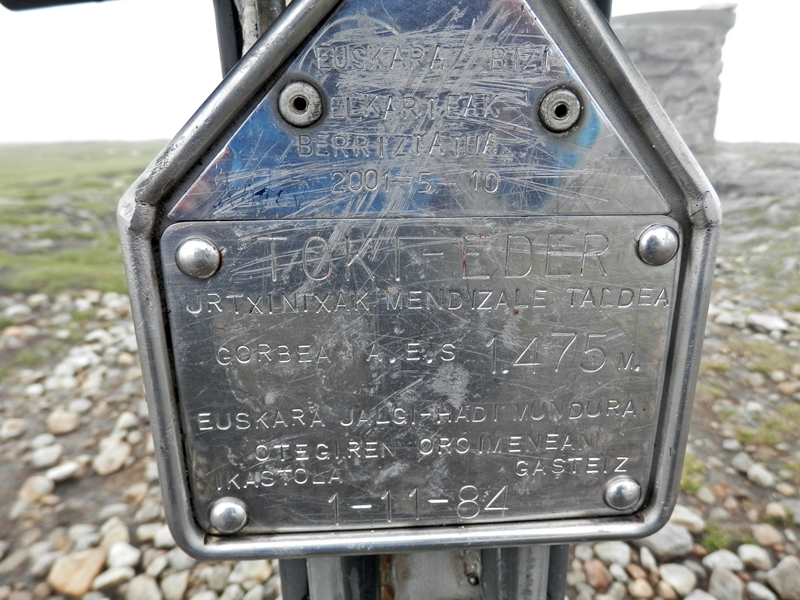 EUSKARAZ BIZI
ELKARTEAK
BERRIZTATUA
2001-5-10
TOKI-EDER
URTXINTXAK MENDIZALE TALDEA
GORBEA A.E.S 1.475 M.
EUSKARA JALGI-HADI MUNDURA
OTEGIREN OROIMENEAN
IKASTOLA GASTEIZ
1-11-84